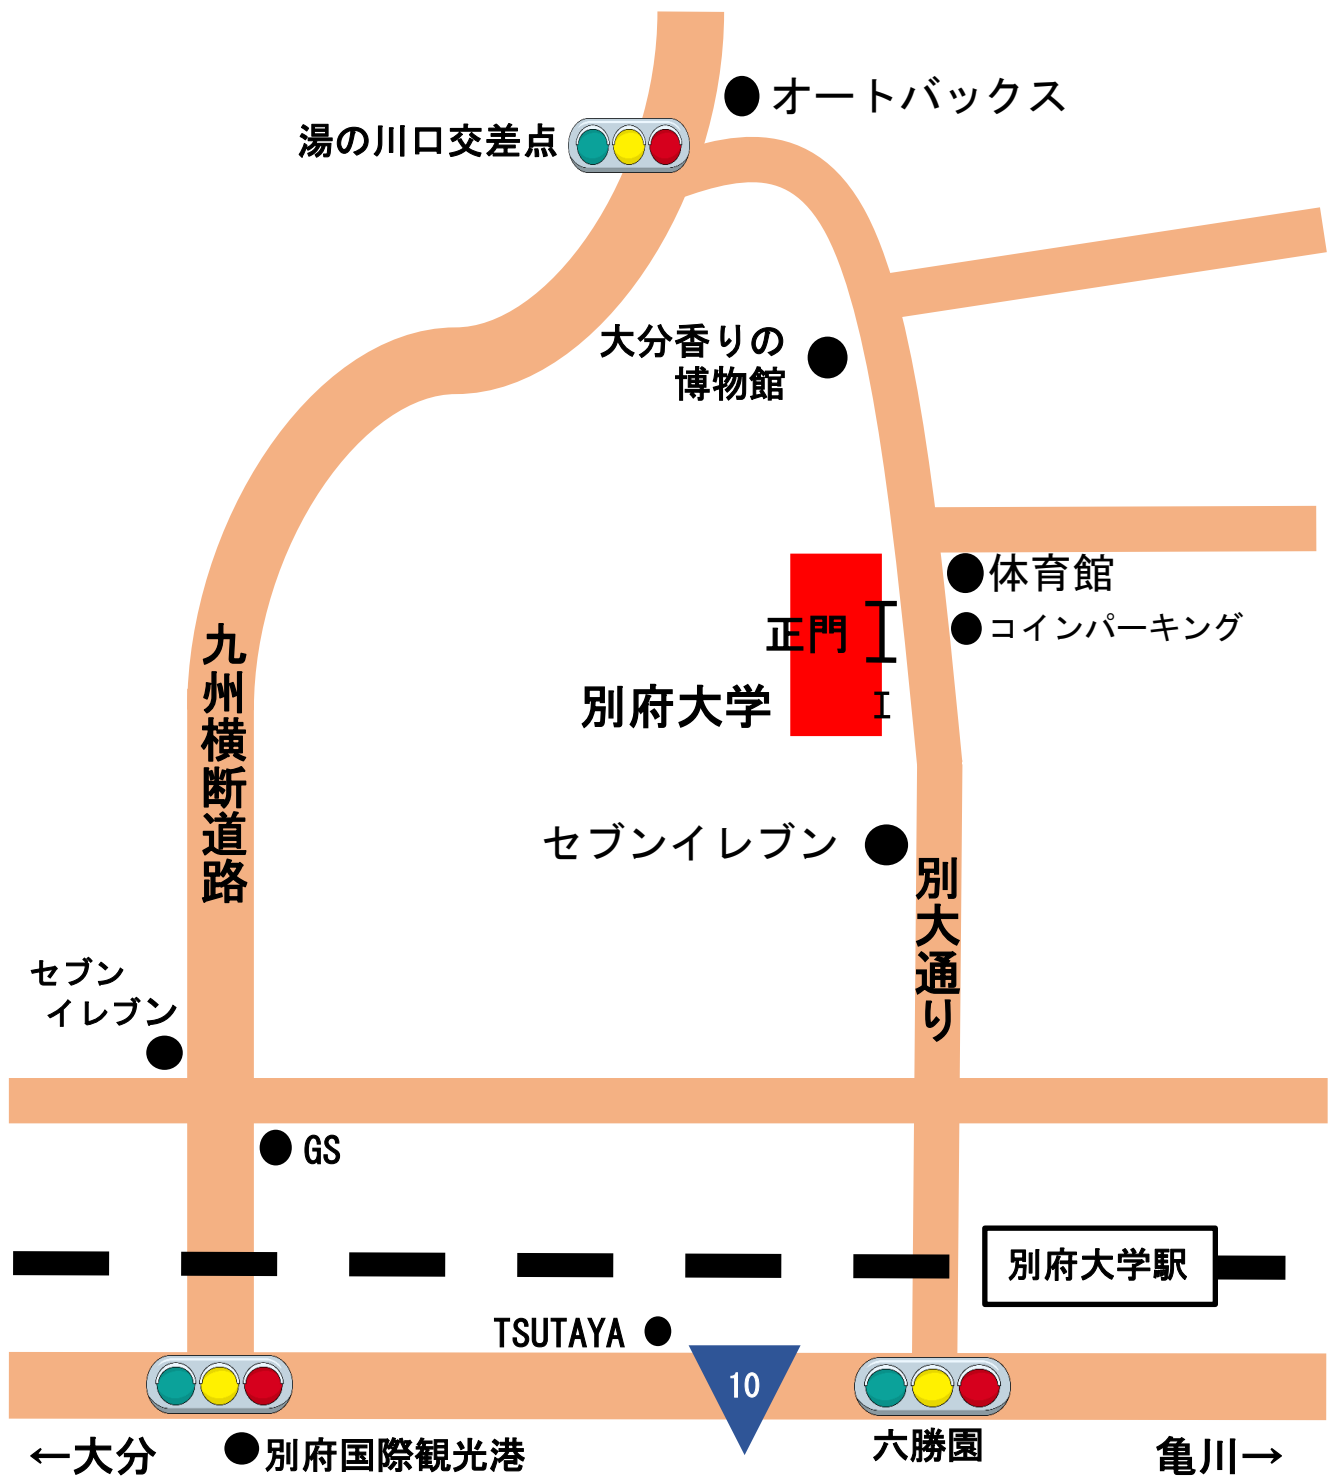 オートバックス
湯の川口交差点
大分香りの
博物館
体育館
コインパーキング
正門
別府大学
九州横断道路
セブンイレブン
別大通り
セブン
イレブン
GS
別府大学駅
TSUTAYA
10
←大分
別府国際観光港
六勝園
亀川→